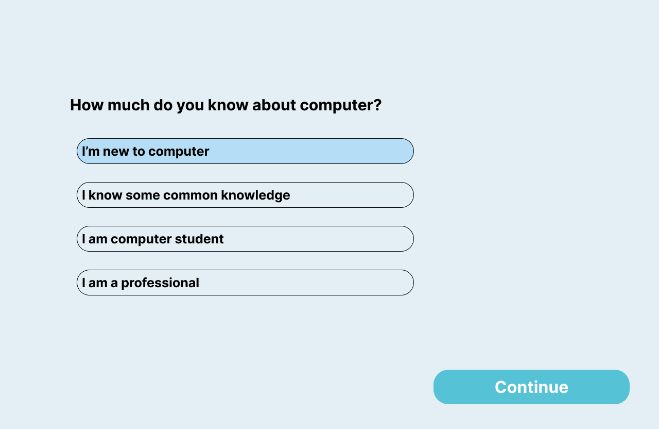 How much do you know about computer?
I'm new to computer
I know some common knowledge
I am computer student
I am a professional
Continue